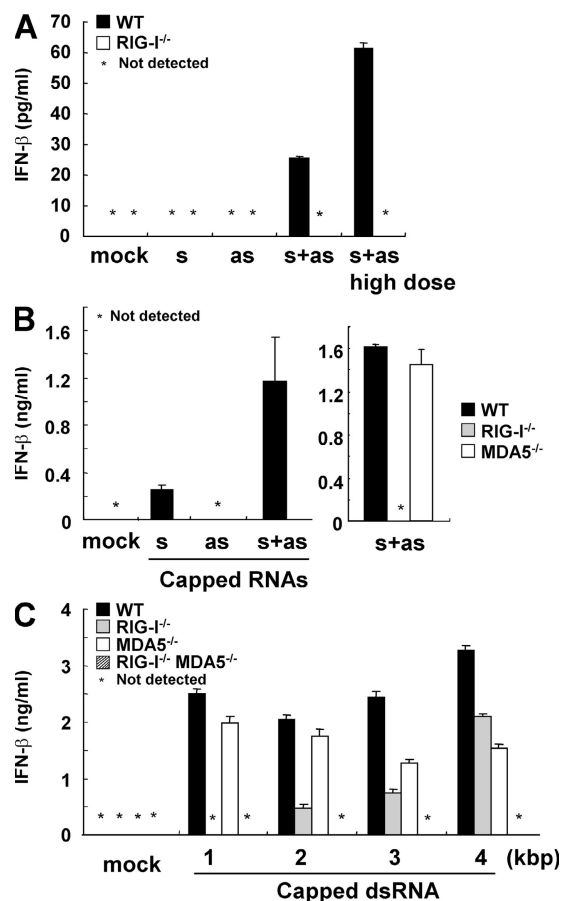 A
IFN-β (pg/ml)
70
60
50
40
30
20
10
0
WT
RIG-I-/-
* Not detected
* * * * * * * *
mock s as s+as s+as
high dose
B
IFN-β (ng/ml)
1.6
1.2
0.8
0.4
0
* Not detected
* *
mock s as s+as
Capped RNAs
1.6
1.2
0.8
0.4
0
*
s+as
WT
RIG-I-/-
MDA5-/-
C
IFN-β (ng/ml)
4
3
2
1
0
WT
RIG-I-/-
MDA5-/-
RIG-I-/- MDA5-/-
* Not detected
* * * * * * * * *
mock 1 2 3 4 (kbp)
Capped dsRNA